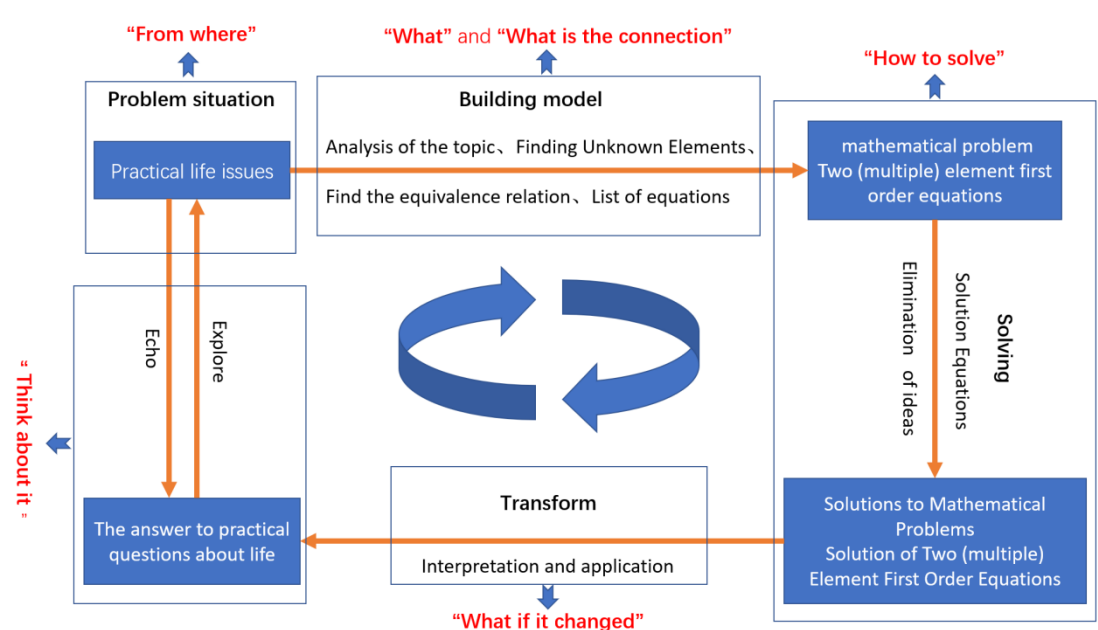 “From where”
“What” and “What is the connection”
“How to solve”
Problem situation
Practical life issues
Building model
Analysis of the topic、Finding Unknown Elements、
Find the equivalence relation、List of equations
mathematical problem
Two (multiple) element first
order equations
Echo
Explore
Solving
Solution Equations
Elimination of ideas
“ Think about it ”
The answer to practical
questions about life
Transform
Interpretation and application
“What if it changed”
Solutions to Mathematical
Problems
Solution of Two (multiple)
Element First Order Equations